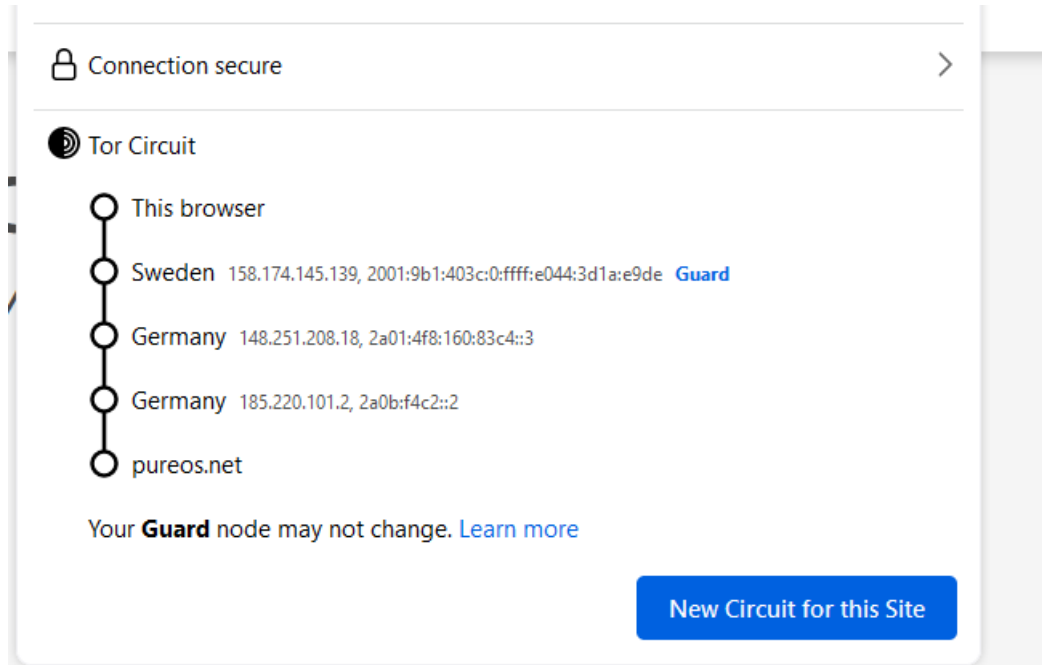 Connection secure
Tor Circuit
This browser
Sweden 158.174.145.139, 2001:9b1:403c:0:ffff:e044:3d1a:e9de Guard
Germany 148.251.208.18, 2a01:4f8:160:83c4::3
Germany 185.220.101.2, 2a0b:f4c2::2
pureos.net
Your Guard node may not change. Learn more
New Circuit for this Site